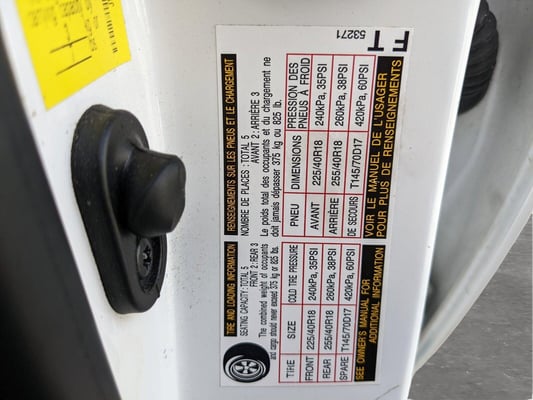 TIRE AND LOADING INFORMATION
SEATING CAPACITY: TOTAL 5
FRONT 2: REAR 3
The combined weight of occupants
and cargo should never exceed 375 kg or 825 lbs.
TIRE SIZE COLD TIRE PRESSURE
FRONT 225/40R18 240kPa, 35PSI
REAR 255/40R18 260kPa, 38PSI
SPARE T145/70D17 420kPa, 60PSI
SEE OWNER'S MANUAL FOR
ADDITIONAL INFORMATION
RENSEIGNEMENTS SUR LES PNEUS ET LE CHARGEMENT
NOMBRE DE PLACES : TOTAL 5
AVANT 2: ARRIÈRE 3
Le poids total des occupants et du chargement ne
doit jamais dépasser 375 kg ou 825 lb.
PNEU DIMENSIONS PRESSION DES
PNEUS À FROID
AVANT 225/40R18 240kPa, 35PSI
ARRIÈRE 255/40R18 260kPa, 38PSI
DE SECOURS T145/70D17 420kPa, 60PSI
VOIR LE MANUEL DE L'USAGER
POUR PLUS DE RENSEIGNEMENTS
53271
F
T